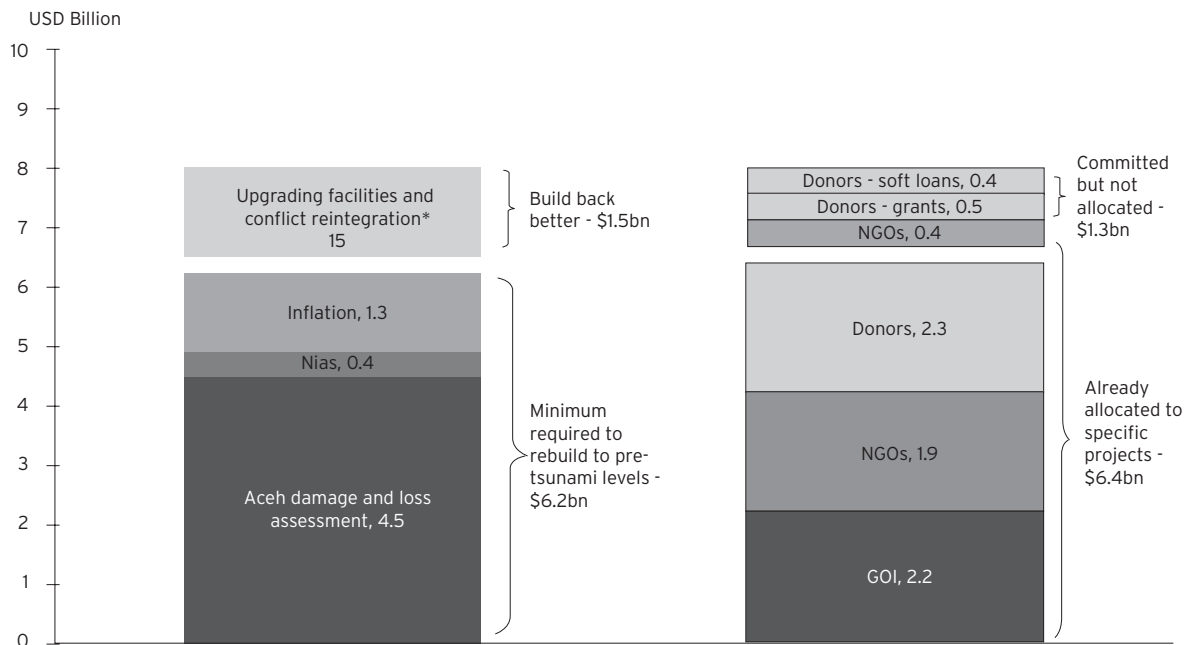 USD Billion
10
9
8
7
6
5
4
3
2
1
0
Upgrading facilities and
conflict reintegration*
15
Inflation, 1.3
Nias, 0.4
Aceh damage and loss
assessment, 4.5
Build back
better - $1.5bn
Minimum
required to
rebuild to pre-
tsunami levels -
$6.2bn
Donors - soft loans, 0.4
Donors - grants, 0.5
NGOs, 0.4
Donors, 2.3
NGOs, 1.9
GOI, 2.2
Committed
but not
allocated -
$1.3bn
Already
allocated to
specific
projects -
$6.4bn